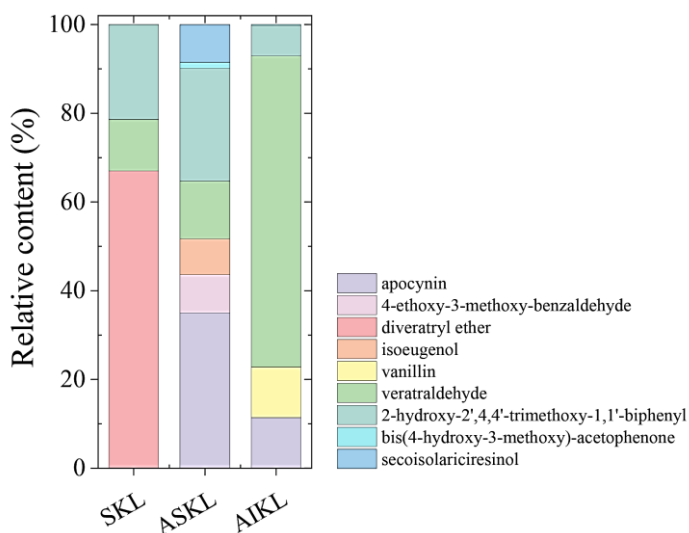 Relative content (%)
100
80
60
40
20
0
SKL
ASKL
AIKL
apocynin
4-ethoxy-3-methoxy-benzaldehyde
diveratryl ether
isoeugenol
vanillin
veratraldehyde
2-hydroxy-2',4,4'-trimethoxy-1,1'-biphenyl
bis(4-hydroxy-3-methoxy)-acetophenone
secoisolariciresinol